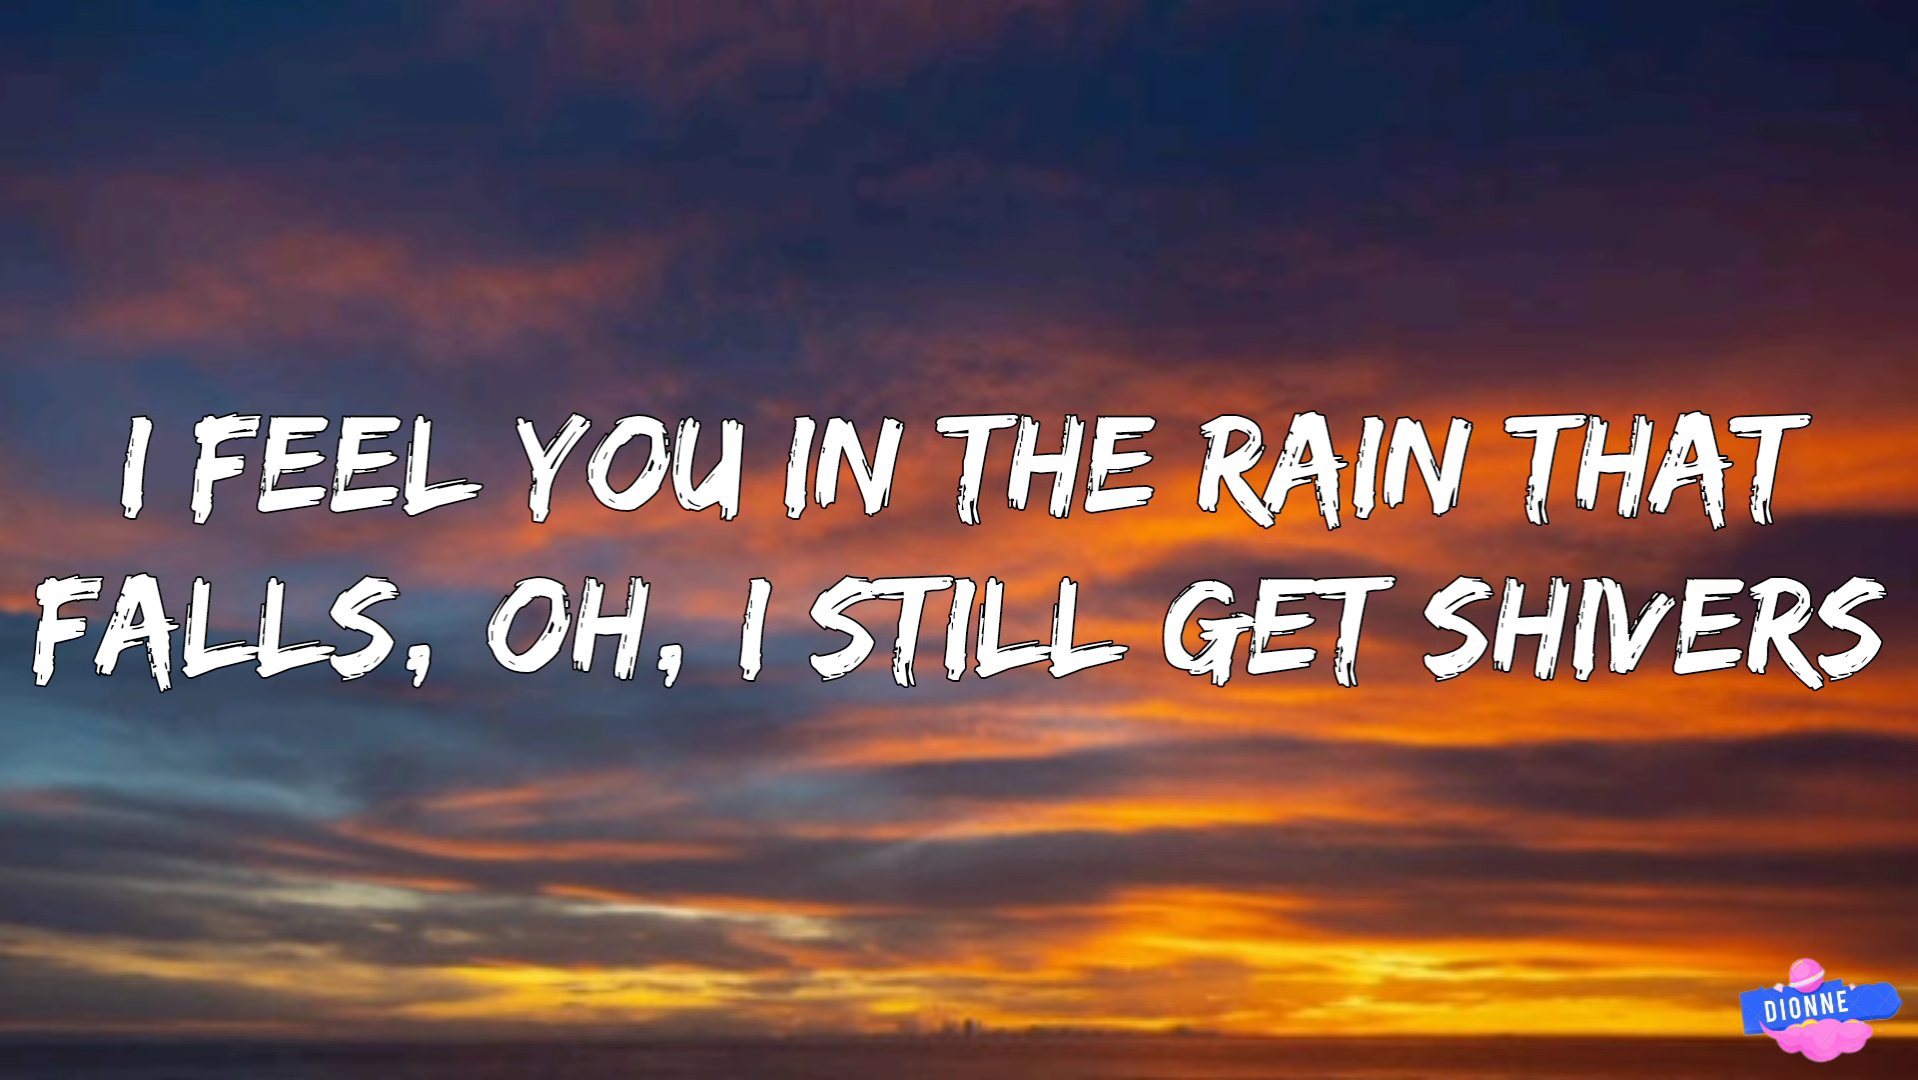 I FEEL YOU IN THE RAIN THAT
FALLS, OH, I STILL GET SHIVERS
DIONNE